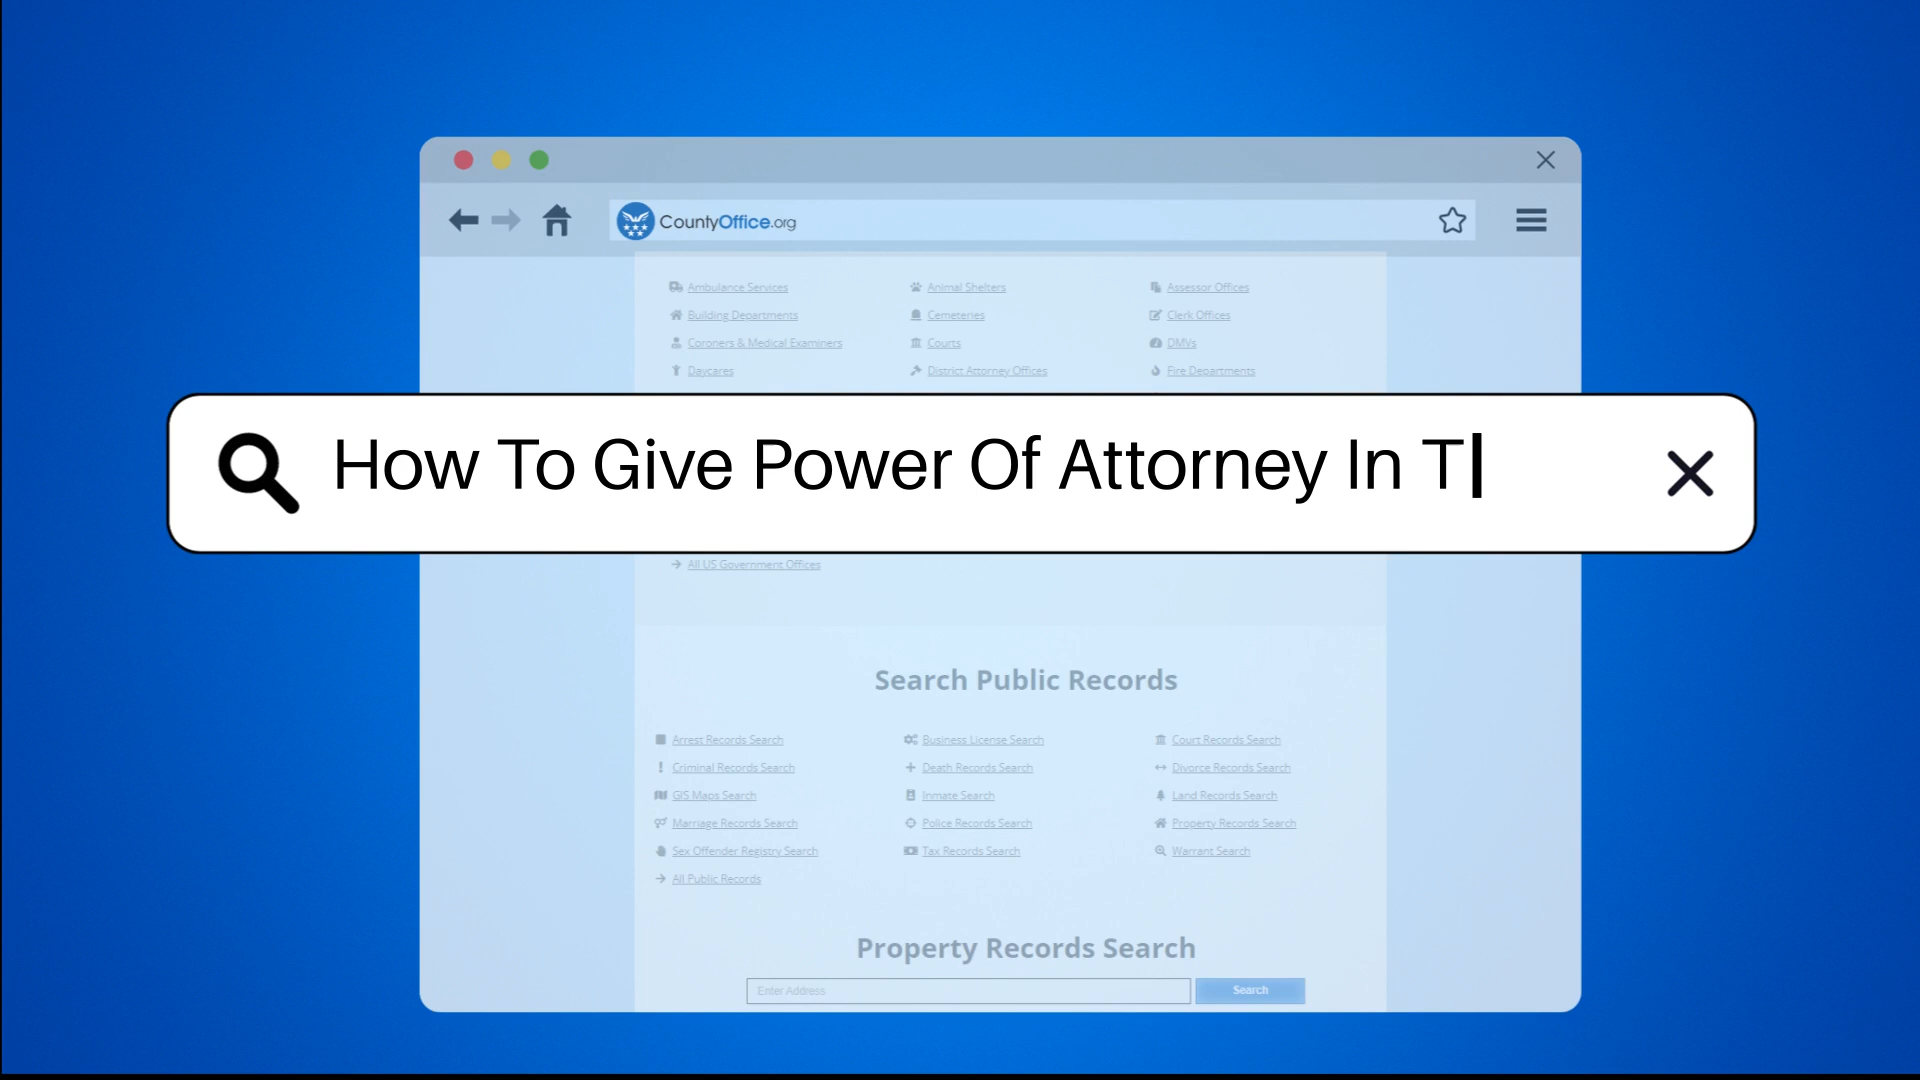 CountyOffice.org
Ambulance Services Animal Shelters Assessor Offices
Building Departments Cemeteries Clerk Offices
Coroners & Medical Examiners Courts DMVs
Daycares District Attorney Offices Fire Departments
How To Give Power Of Attorney In T
All US Government Offices
Search Public Records
Arrest Records Search Business License Search Court Records Search
Criminal Records Search Death Records Search Divorce Records Search
GIS Maps Search Inmate Search Land Records Search
Marriage Records Search Police Records Search Property Records Search
Sex Offender Registry Search Tax Records Search Warrant Search
All Public Records
Property Records Search
Enter Address Search